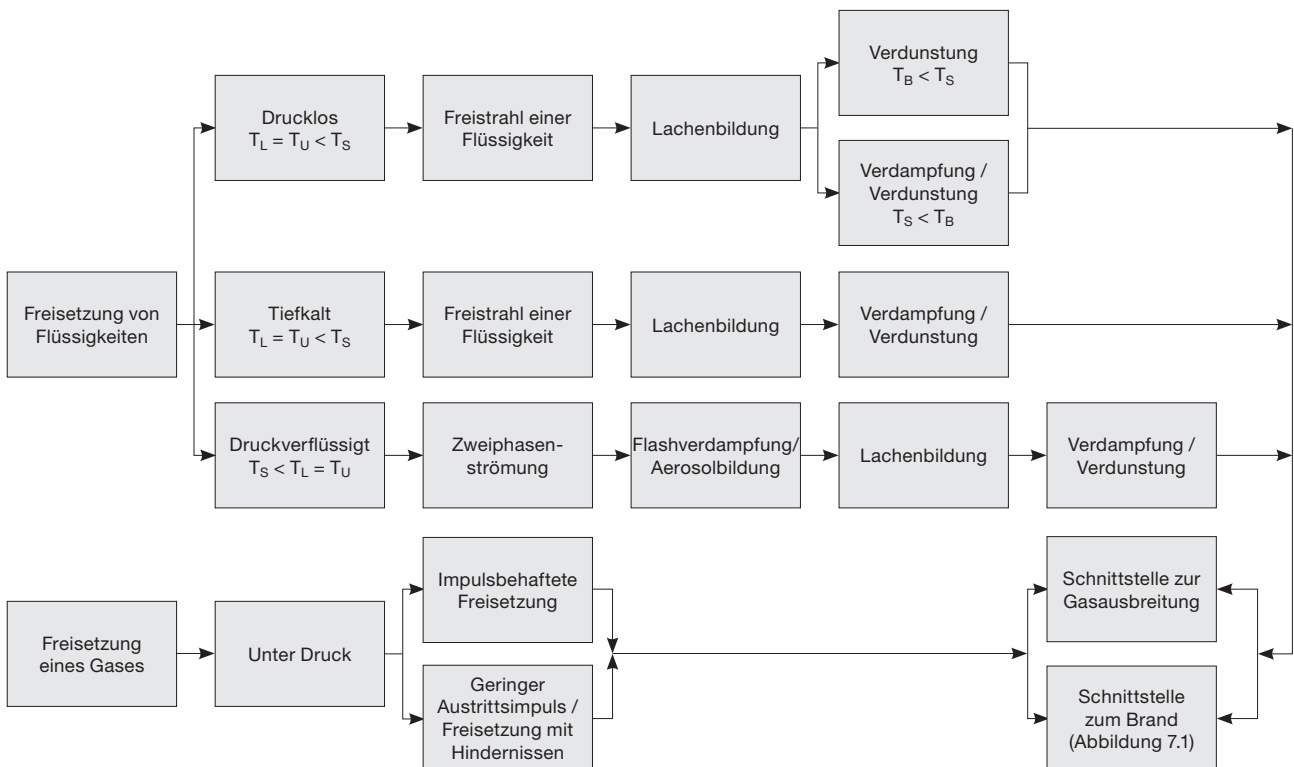 Verdunstung
T_B < T_S
Drucklos
T_L = T_U < T_S
Freistrahl einer
Flüssigkeit
Lachenbildung
Verdampfung /
Verdunstung
T_S < T_B
Freisetzung von
Flüssigkeiten
Tiefkalt
T_L = T_U < T_S
Freistrahl einer
Flüssigkeit
Lachenbildung
Verdampfung /
Verdunstung
Druckverflüssigt
T_S < T_L = T_U
Zweiphasen-
strömung
Flashverdampfung/
Aerosolbildung
Lachenbildung
Verdampfung /
Verdunstung
Freisetzung
eines Gases
Unter Druck
Impulsbehaftete
Freisetzung
Geringer
Austrittsimpuls /
Freisetzung mit
Hindernissen
Schnittstelle zur
Gasausbreitung
Schnittstelle
zum Brand
(Abbildung 7.1)